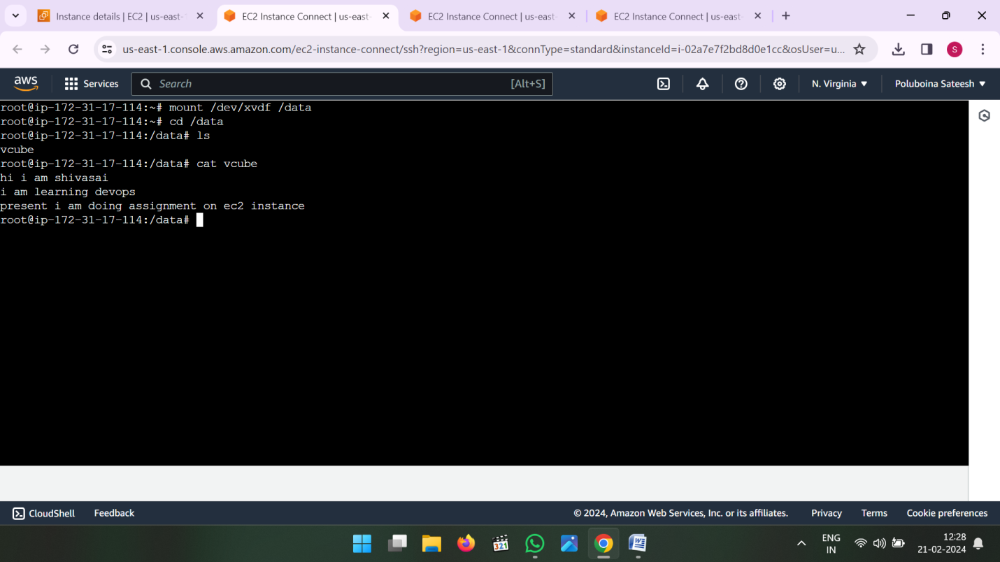 Instance details | EC2 | us-east-1
EC2 Instance Connect | us-east-
EC2 Instance Connect | us-east-
EC2 Instance Connect | us-east-
us-east-1.console.aws.amazon.com/ec2-instance-connect/ssh?region=us-east-1&connType=standard&instanceId=i-02a7e7f2bd8d0e1cc&osUser=u...
S
aws
Services
Search
[Alt+S]
N. Virginia
Poluboina Sateesh
root@ip-172-31-17-114:~# mount /dev/xvdf /data
root@ip-172-31-17-114:~# cd /data
root@ip-172-31-17-114:/data# ls
vcube
root@ip-172-31-17-114:/data# cat vcube
hi i am shivasai
i am learning devops
present i am doing assignment on ec2 instance
root@ip-172-31-17-114:/data#
CloudShell
Feedback
© 2024, Amazon Web Services, Inc. or its affiliates.
Privacy
Terms
Cookie preferences
321
W
ENG
IN
12:28
21-02-2024